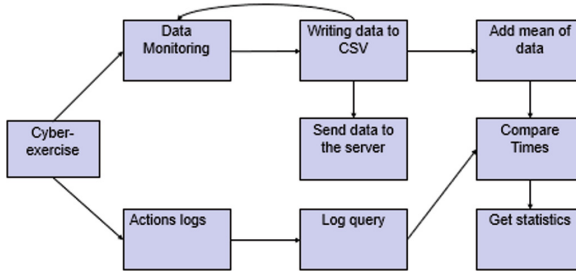 Data
Monitoring
Writing data to
CSV
Add mean of
data
Cyber-
exercise
Send data to
the server
Compare
Times
Actions logs
Log query
Get statistics